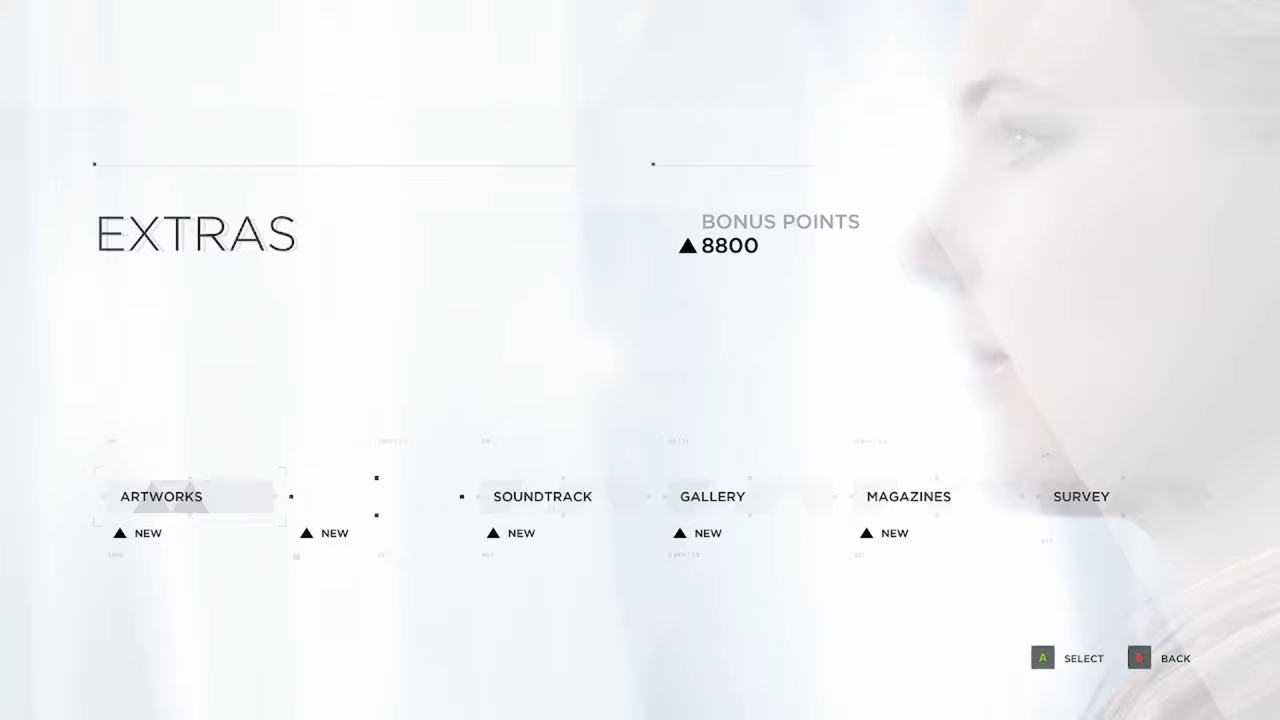 EXTRAS
BONUS POINTS
8800
ARTWORKS
SOUNDTRACK
GALLERY
MAGAZINES
SURVEY
NEW
NEW
NEW
NEW
NEW
A SELECT
B BACK